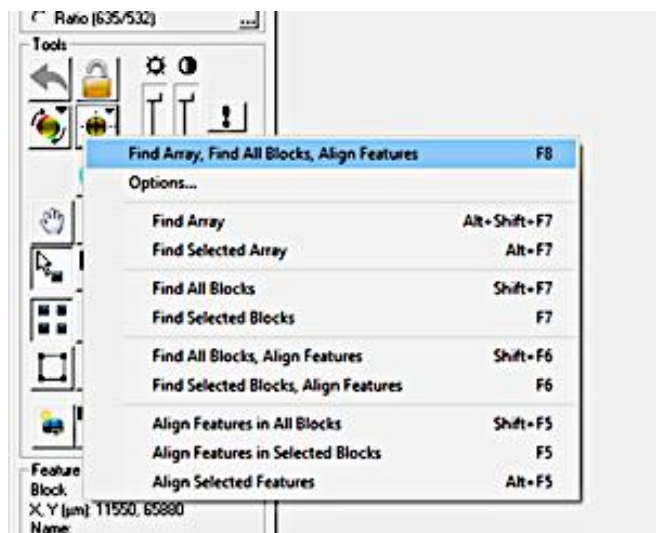 Ratio (635/532)
...
Tools
Find Array, Find All Blocks, Align Features F8
Options...
Find Array Alt+Shift+F7
Find Selected Array Alt+F7
Find All Blocks Shift+F7
Find Selected Blocks F7
Find All Blocks, Align Features Shift+F6
Find Selected Blocks, Align Features F6
Align Features in All Blocks Shift+F5
Align Features in Selected Blocks F5
Align Selected Features Alt+F5
Feature
Block
X, Y (µm): 11550, 65880
Name: